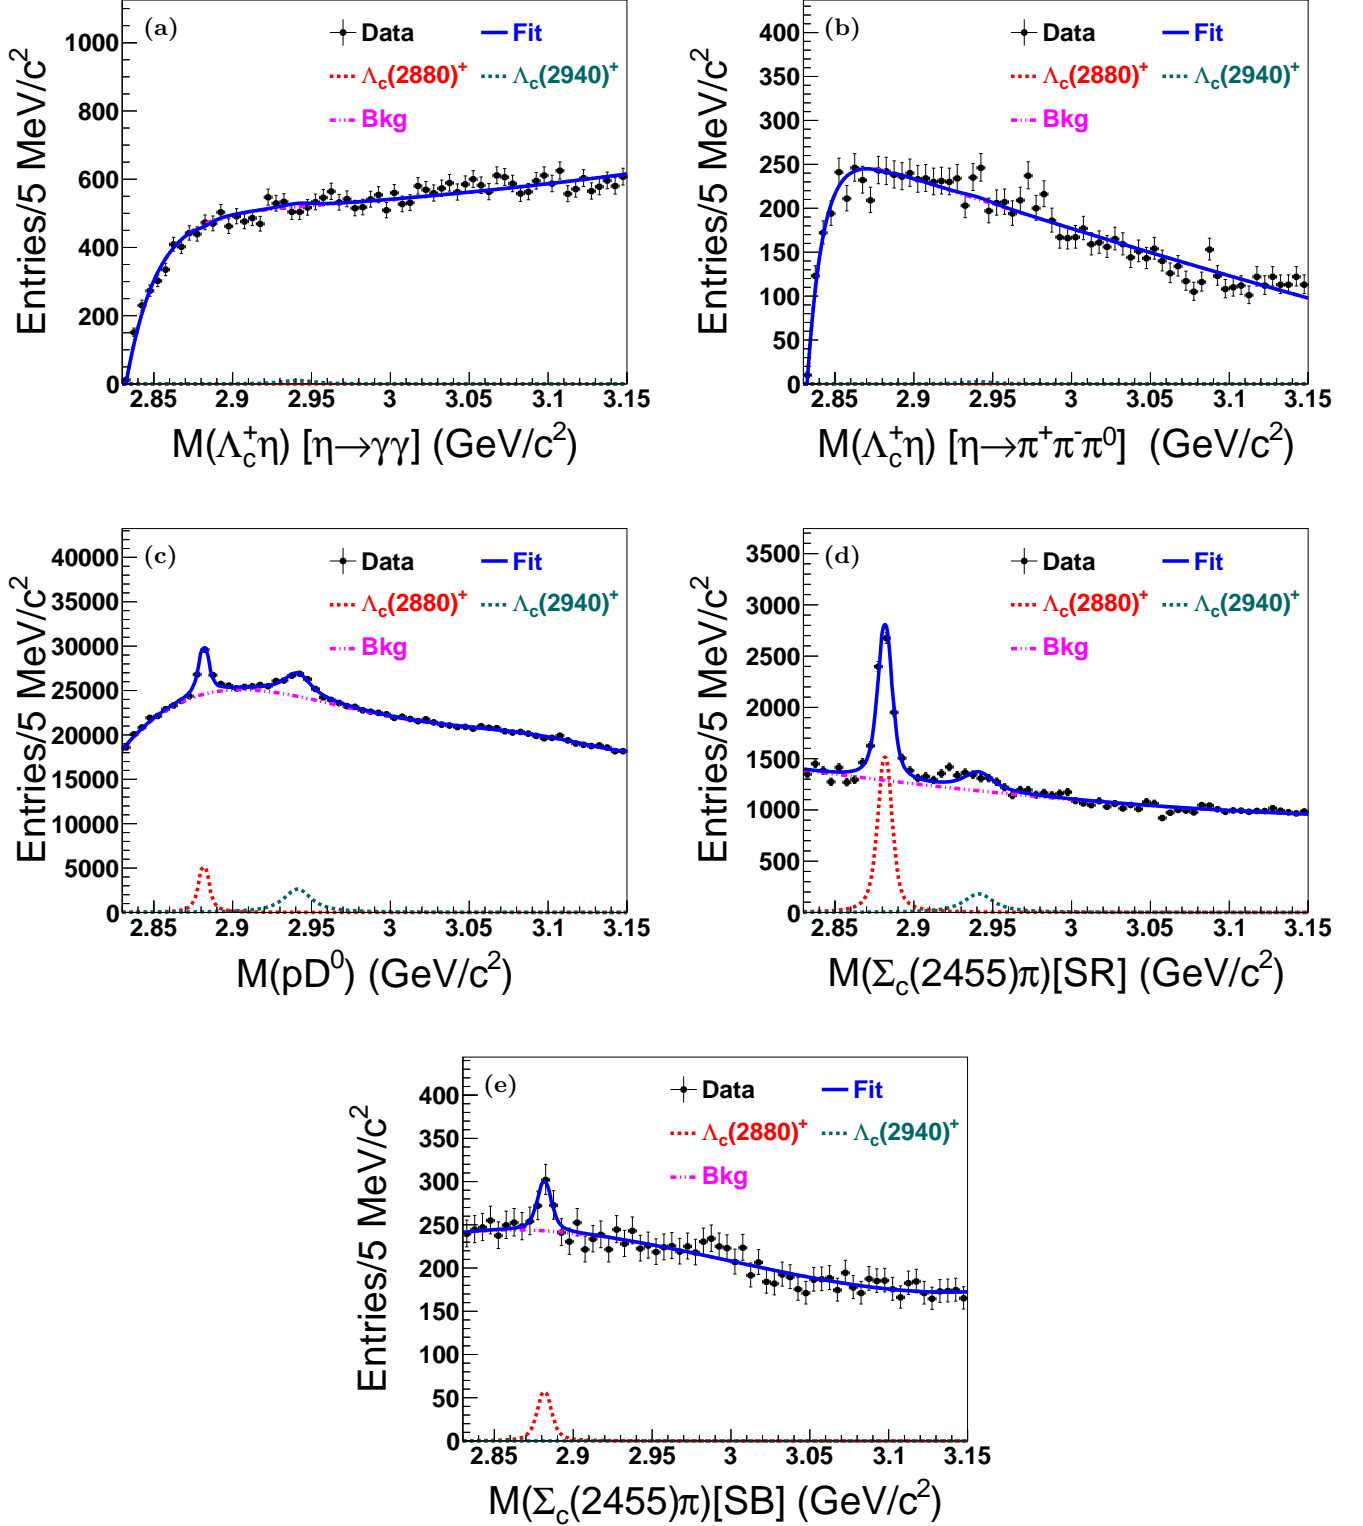 (a) Data Fit
Λc(2880)+ Λc(2940)+
Bkg
Entries/5 MeV/c2
1000
800
600
400
200
0
2.85 2.9 2.95 3 3.05 3.1 3.15
M(Λc+η) [η→γγ] (GeV/c2)
(b) Data Fit
Λc(2880)+ Λc(2940)+
Bkg
Entries/5 MeV/c2
400
350
300
250
200
150
100
50
0
2.85 2.9 2.95 3 3.05 3.1 3.15
M(Λc+η) [η→π+π-π0] (GeV/c2)
(c) Data Fit
Λc(2880)+ Λc(2940)+
Bkg
Entries/5 MeV/c2
40000
35000
30000
25000
20000
15000
10000
5000
0
2.85 2.9 2.95 3 3.05 3.1 3.15
M(pD0) (GeV/c2)
(d) Data Fit
Λc(2880)+ Λc(2940)+
Bkg
Entries/5 MeV/c2
3500
3000
2500
2000
1500
1000
500
0
2.85 2.9 2.95 3 3.05 3.1 3.15
M(Σc(2455)π)[SR] (GeV/c2)
(e) Data Fit
Λc(2880)+ Λc(2940)+
Bkg
Entries/5 MeV/c2
400
350
300
250
200
150
100
50
0
2.85 2.9 2.95 3 3.05 3.1 3.15
M(Σc(2455)π)[SB] (GeV/c2)